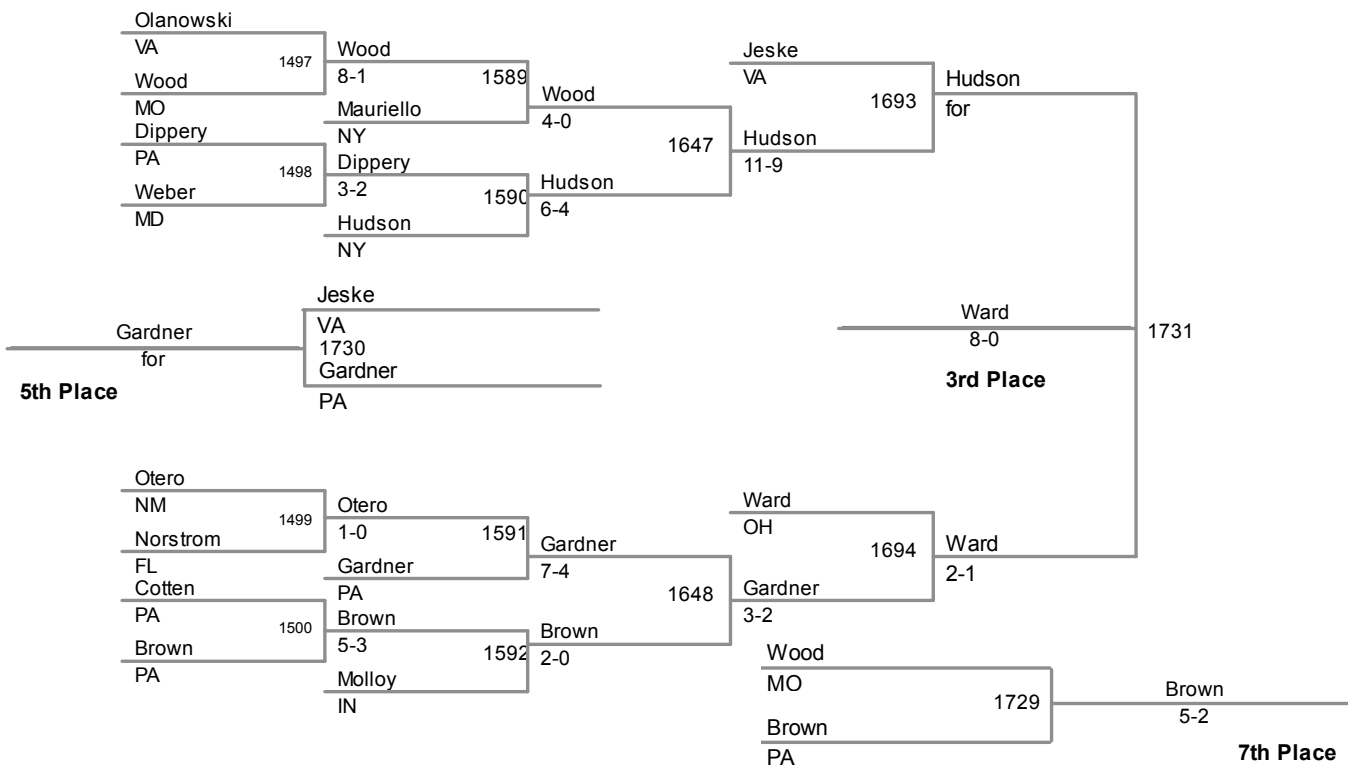 Olanowski
VA
1497
Wood
MO
Wood
8-1
1589
Mauriello
NY
Dippery
PA
1498
Weber
MD
Dippery
3-2
1590
Hudson
NY
Wood
4-0
1647
Hudson
6-4
Jeske
VA
1693
Hudson
11-9
Hudson
for
Jeske
VA
1730
Gardner
PA
Gardner
for
5th Place
Ward
8-0
1731
3rd Place
Otero
NM
1499
Norstrom
FL
Otero
1-0
1591
Gardner
PA
Cotten
PA
1500
Brown
PA
Brown
5-3
1592
Molloy
IN
Gardner
7-4
1648
Brown
2-0
Ward
OH
1694
Gardner
3-2
Ward
2-1
Wood
MO
1729
Brown
PA
Brown
5-2
7th Place